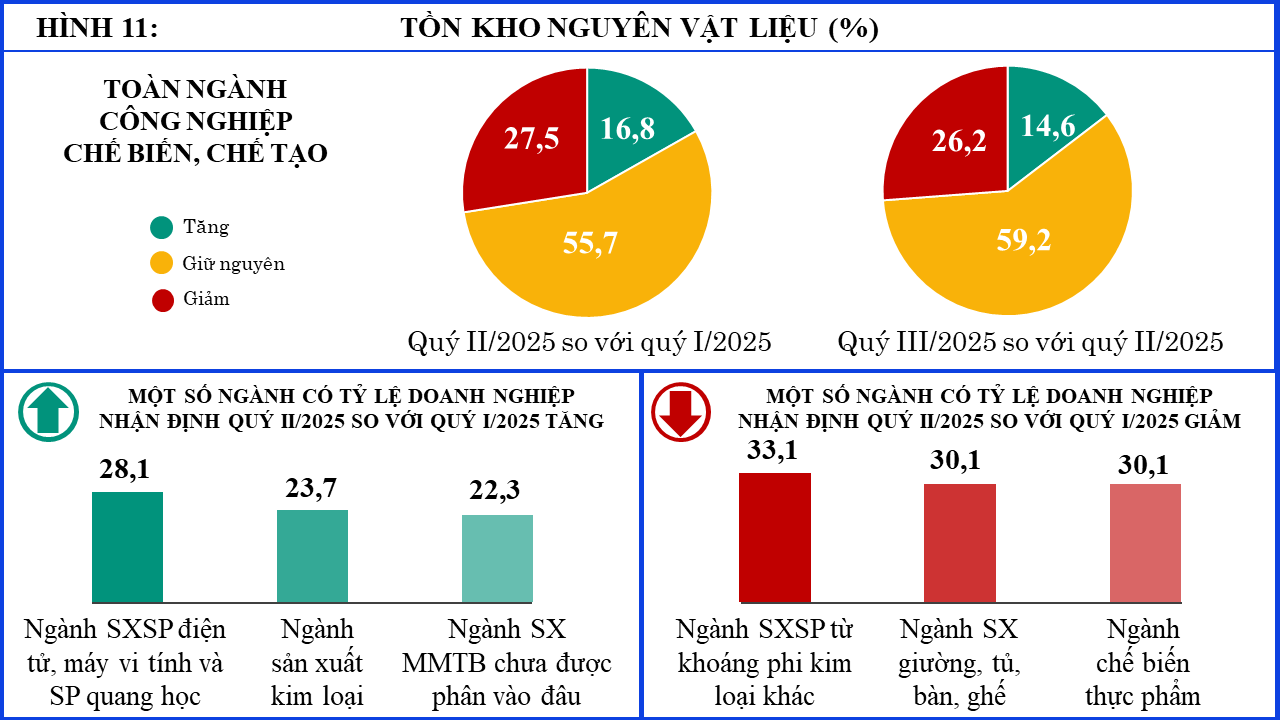 HÌNH 11:
TỒN KHO NGUYÊN VẬT LIỆU (%)
TOÀN NGÀNH
CÔNG NGHIỆP
CHẾ BIẾN, CHẾ TẠO
Tăng
Giữ nguyên
Giảm
27,5
16,8
55,7
Quý II/2025 so với quý I/2025
26,2
14,6
59,2
Quý III/2025 so với quý II/2025
MỘT SỐ NGÀNH CÓ TỶ LỆ DOANH NGHIỆP
NHẬN ĐỊNH QUÝ II/2025 SO VỚI QUÝ I/2025 TĂNG
28,1
23,7
22,3
Ngành SXSP điện
tử, máy vi tính và
SP quang học
Ngành
sản xuất
kim loại
Ngành SX
MMTB chưa được
phân vào đâu
MỘT SỐ NGÀNH CÓ TỶ LỆ DOANH NGHIỆP
NHẬN ĐỊNH QUÝ II/2025 SO VỚI QUÝ I/2025 GIẢM
33,1
30,1
30,1
Ngành SXSP từ
khoáng phi kim
loại khác
Ngành SX
giường, tủ,
bàn, ghế
Ngành
chế biến
thực phẩm